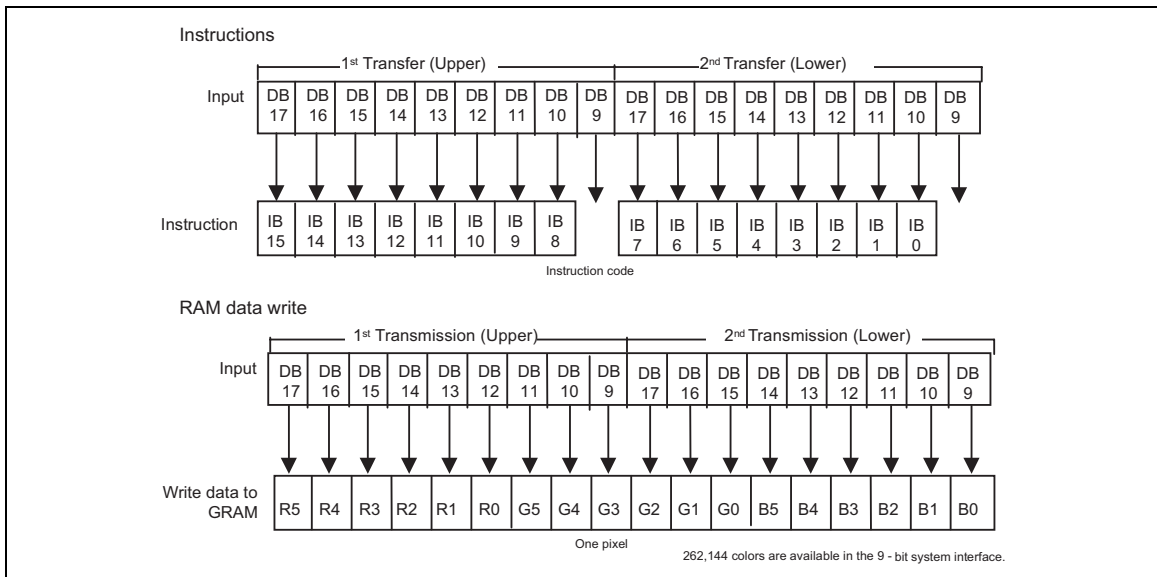 Instructions
1st Transfer (Upper) 2nd Transfer (Lower)
Input DB 17 DB 16 DB 15 DB 14 DB 13 DB 12 DB 11 DB 10 DB 9 DB 17 DB 16 DB 15 DB 14 DB 13 DB 12 DB 11 DB 10 DB 9
Instruction IB 15 IB 14 IB 13 IB 12 IB 11 IB 10 IB 9 IB 8 IB 7 IB 6 IB 5 IB 4 IB 3 IB 2 IB 1 IB 0
Instruction code
RAM data write
1st Transmission (Upper) 2nd Transmission (Lower)
Input DB 17 DB 16 DB 15 DB 14 DB 13 DB 12 DB 11 DB 10 DB 9 DB 17 DB 16 DB 15 DB 14 DB 13 DB 12 DB 11 DB 10 DB 9
Write data to GRAM R5 R4 R3 R2 R1 R0 G5 G4 G3 G2 G1 G0 B5 B4 B3 B2 B1 B0
One pixel
262,144 colors are available in the 9 - bit system interface.